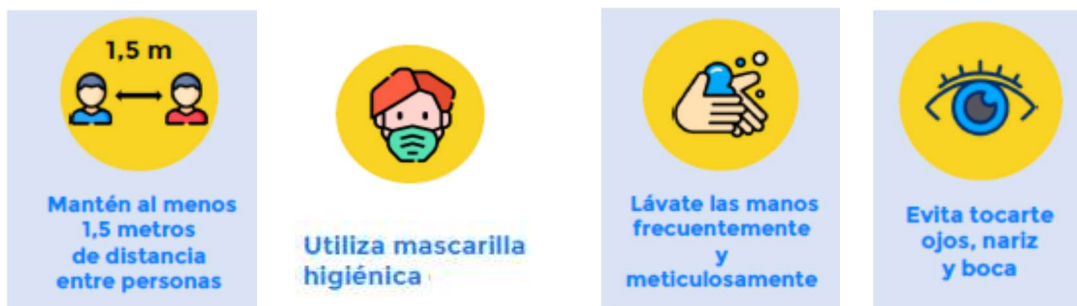 1,5 m
Mantén al menos
1,5 metros
de distancia
entre personas
Utiliza mascarilla
higiénica
Lávate las manos
frecuentemente
y
meticulosamente
Evita tocarte
ojos, nariz
y boca